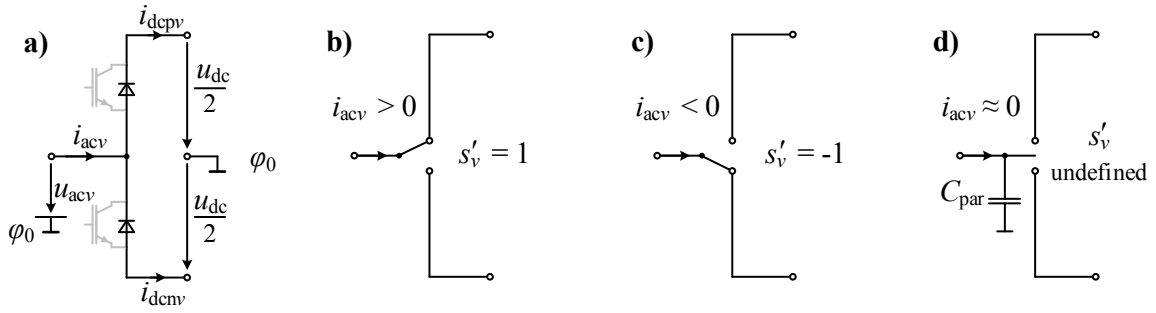 a)
i_dcpv
u_dc
2
i_acv
φ₀
u_acv
φ₀
u_dc
2
i_dcnv
b)
i_acv > 0
s′_v = 1
c)
i_acv < 0
s′_v = -1
d)
i_acv ≈ 0
s′_v
undefined
C_par